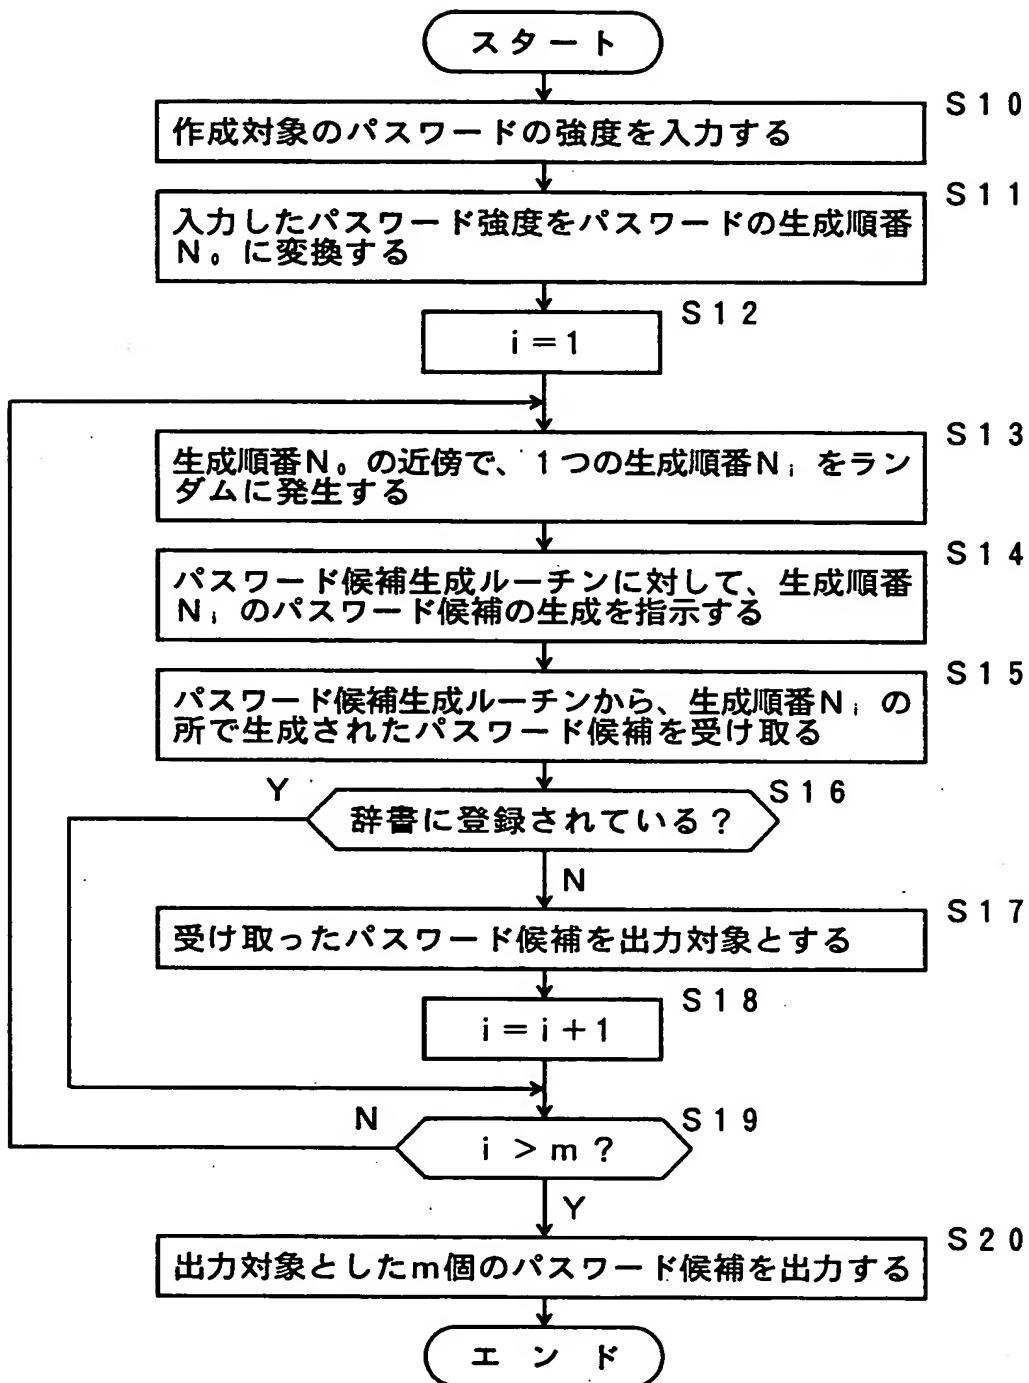 スタート
S10
作成対象のパスワードの強度を入力する
S11
入力したパスワード強度をパスワードの生成順番
N₀に変換する
S12
i=1
S13
生成順番N₀の近傍で、1つの生成順番Nᵢをラン
ダムに発生する
S14
パスワード候補生成ルーチンに対して、生成順番
Nᵢのパスワード候補の生成を指示する
S15
パスワード候補生成ルーチンから、生成順番Nᵢの
所で生成されたパスワード候補を受け取る
Y
S16
辞書に登録されている?
N
S17
受け取ったパスワード候補を出力対象とする
S18
i=i+1
N
S19
i>m?
Y
S20
出力対象としたm個のパスワード候補を出力する
エンド